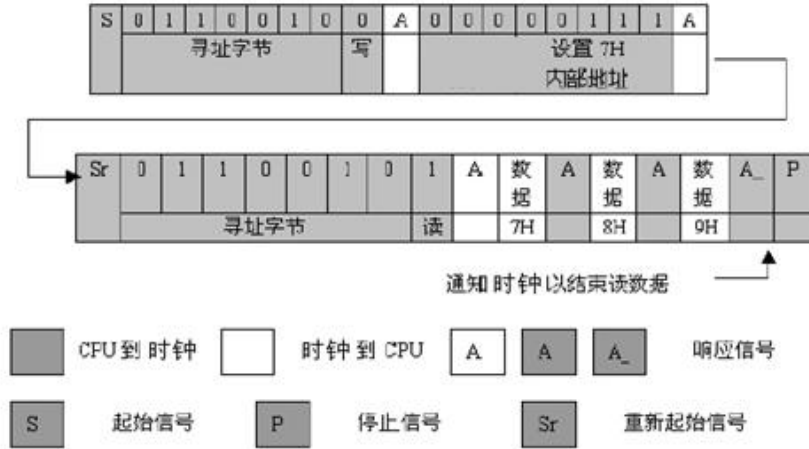 S 0 1 1 0 0 1 0 0 A 0 0 0 0 0 1 1 1 A
寻址字节 写 设置 7H
内部地址
Sr 0 1 1 0 0 1 0 1 A 数据 A 数据 A 数据 A_ P
寻址字节 读 7H 8H 9H
通知时钟以结束读数据
CPU到时钟 时钟到CPU A A A_ 响应信号
S 起始信号 P 停止信号 Sr 重新起始信号